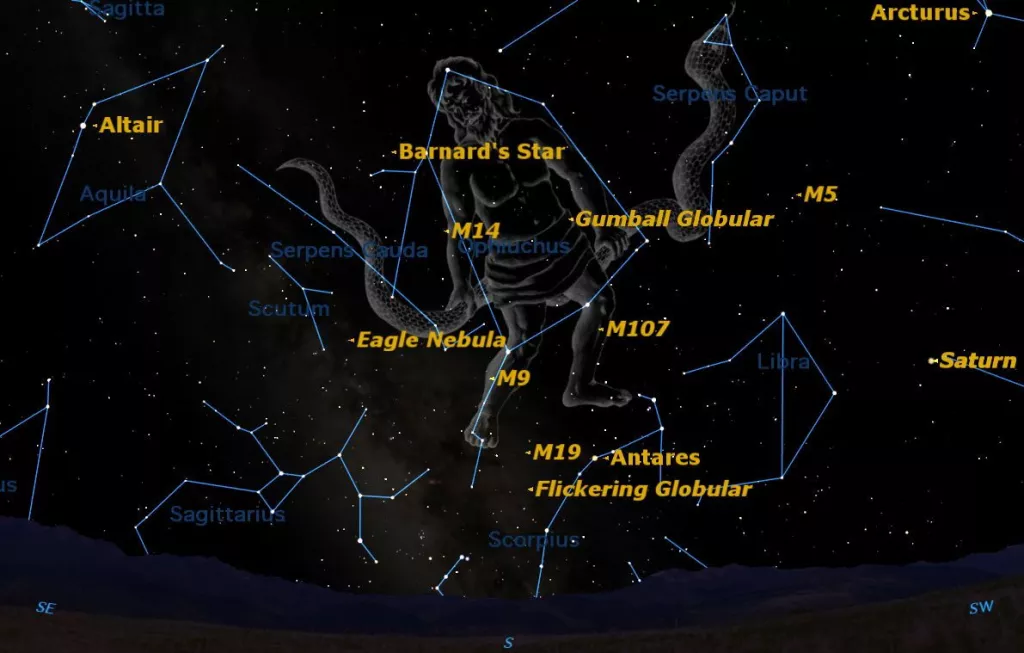 Sagitta
Arcturus
Serpens Caput
Altair
Barnard's Star
Aquila
M5
Gumball Globular
M14
Ophiuchus
Serpens Cauda
Scutum
M107
Eagle Nebula
Libra
Saturn
M9
M19
Antares
us
Flickering Globular
Sagittarius
Scorpius
SE
SW
S